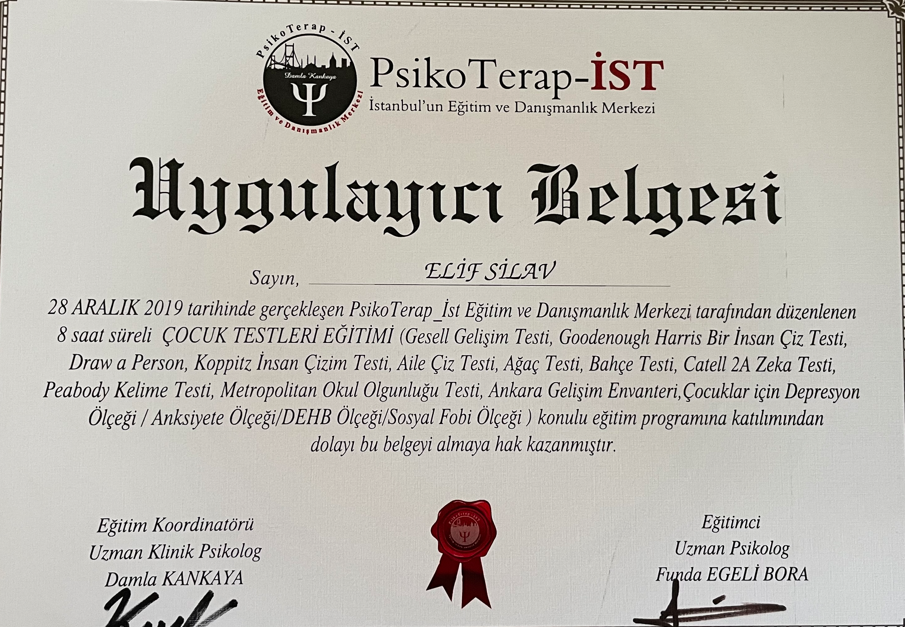 PsikoTerap - İST
Damla Kankaya
Eğitim ve Danışmanlık Merkezi
PsikoTerap-İST
İstanbul'un Eğitim ve Danışmanlık Merkezi
Uygulayıcı Belgesi
Sayın, ELİF SİLAV
28 ARALIK 2019 tarihinde gerçekleşen PsikoTerap_İst Eğitim ve Danışmanlık Merkezi tarafından düzenlenen
8 saat süreli ÇOCUK TESTLERİ EĞİTİMİ (Gesell Gelişim Testi, Goodenough Harris Bir İnsan Çiz Testi,
Draw a Person, Koppitz İnsan Çizim Testi, Aile Çiz Testi, Ağaç Testi, Bahçe Testi, Catell 2A Zeka Testi,
Peabody Kelime Testi, Metropolitan Okul Olgunluğu Testi, Ankara Gelişim Envanteri,Çocuklar için Depresyon
Ölçeği / Anksiyete Ölçeği/DEHB Ölçeği/Sosyal Fobi Ölçeği ) konulu eğitim programına katılımından
dolayı bu belgeyi almaya hak kazanmıştır.
Eğitim Koordinatörü
Uzman Klinik Psikolog
Damla KANKAYA
Eğitimci
Uzman Psikolog
Funda EGELİ BORA